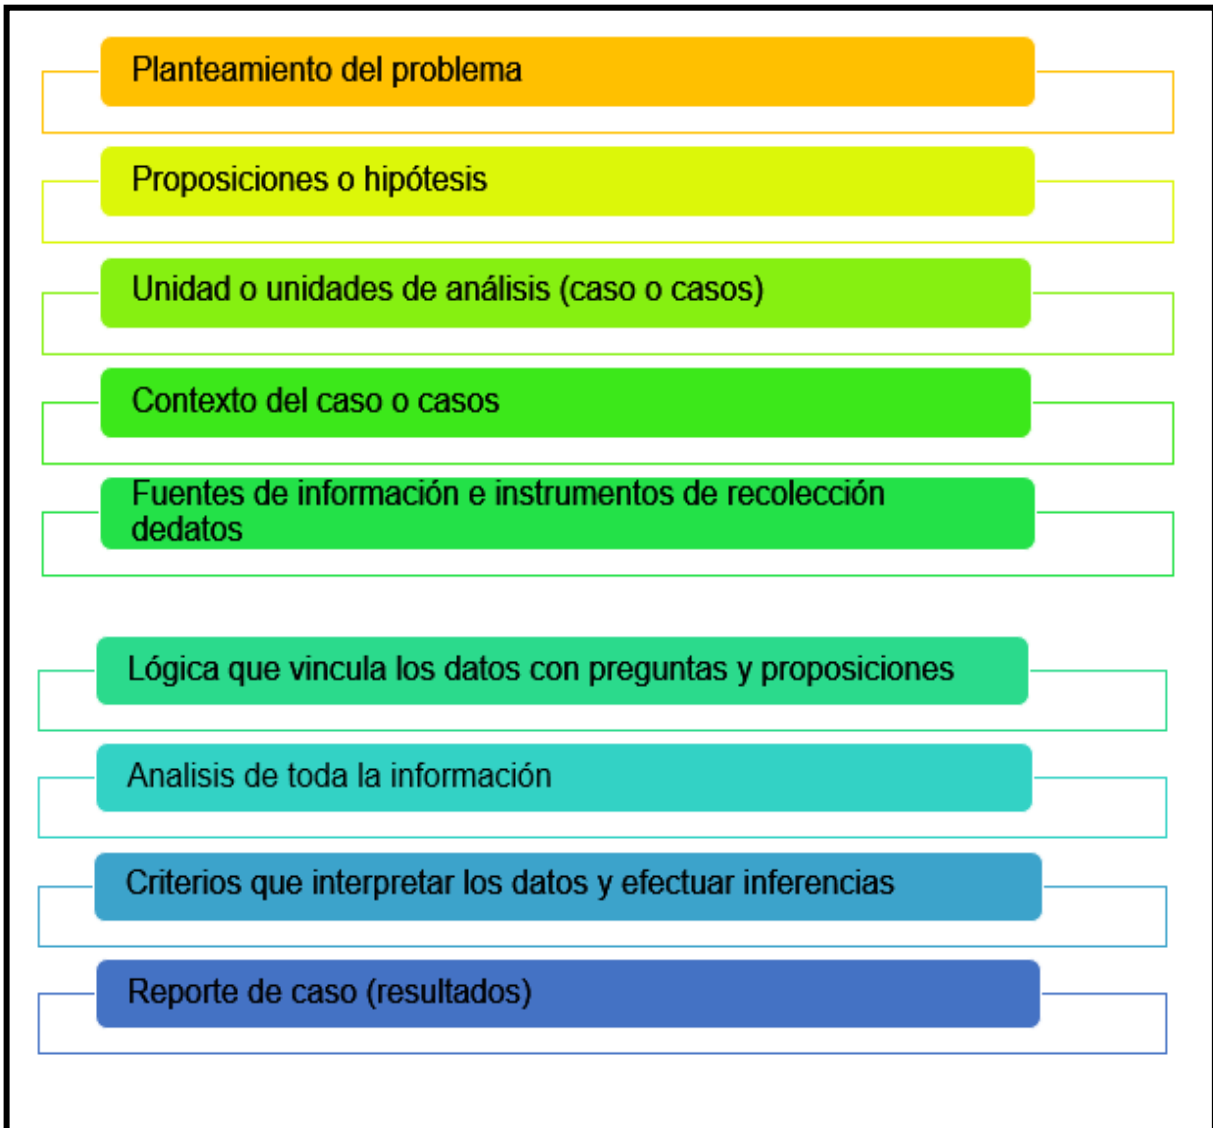 Planteamiento del problema
Proposiciones o hipótesis
Unidad o unidades de análisis (caso o casos)
Contexto del caso o casos
Fuentes de información e instrumentos de recolección
dedatos
Lógica que vincula los datos con preguntas y proposiciones
Analisis de toda la información
Criterios que interpretar los datos y efectuar inferencias
Reporte de caso (resultados)